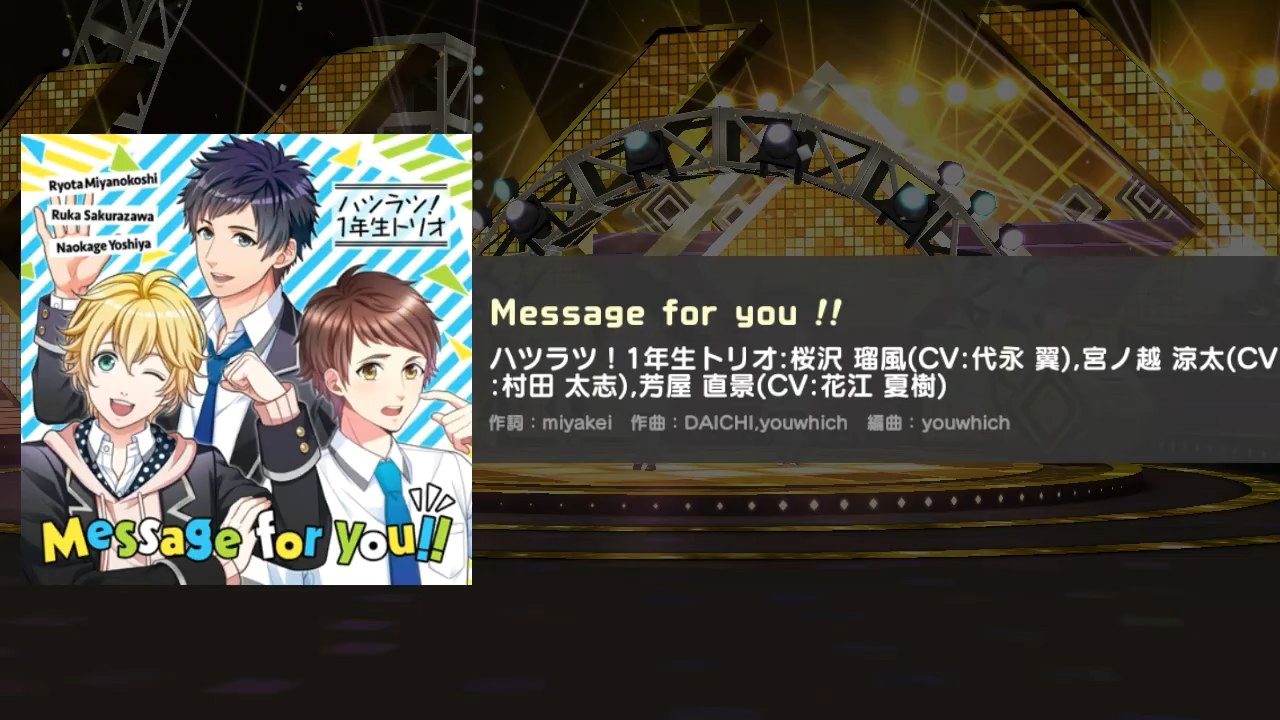 Ryota Miyanokoshi
Ruka Sakurazawa
Naokage Yoshiya
ハツラツ!
1年生トリオ
Message for you!!
Message for you !!
ハツラツ！1年生トリオ:桜沢 瑠風(CV:代永 翼),宮ノ越 涼太(CV
:村田 太志),芳屋 直景(CV:花江 夏樹)
作詞：miyakei 作曲：DAICHI,youwhich 編曲：youwhich